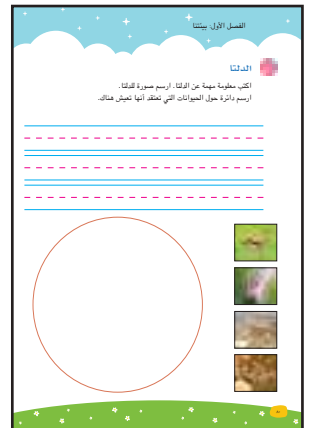 الفصل الأول: بيئتنا
الدلتا
اكتب معلومة مهمة عن الدلتا. ارسم صورة للدلتا.
ارسم دائرة حول الحيوانات التي تعتقد أنها تعيش هناك.